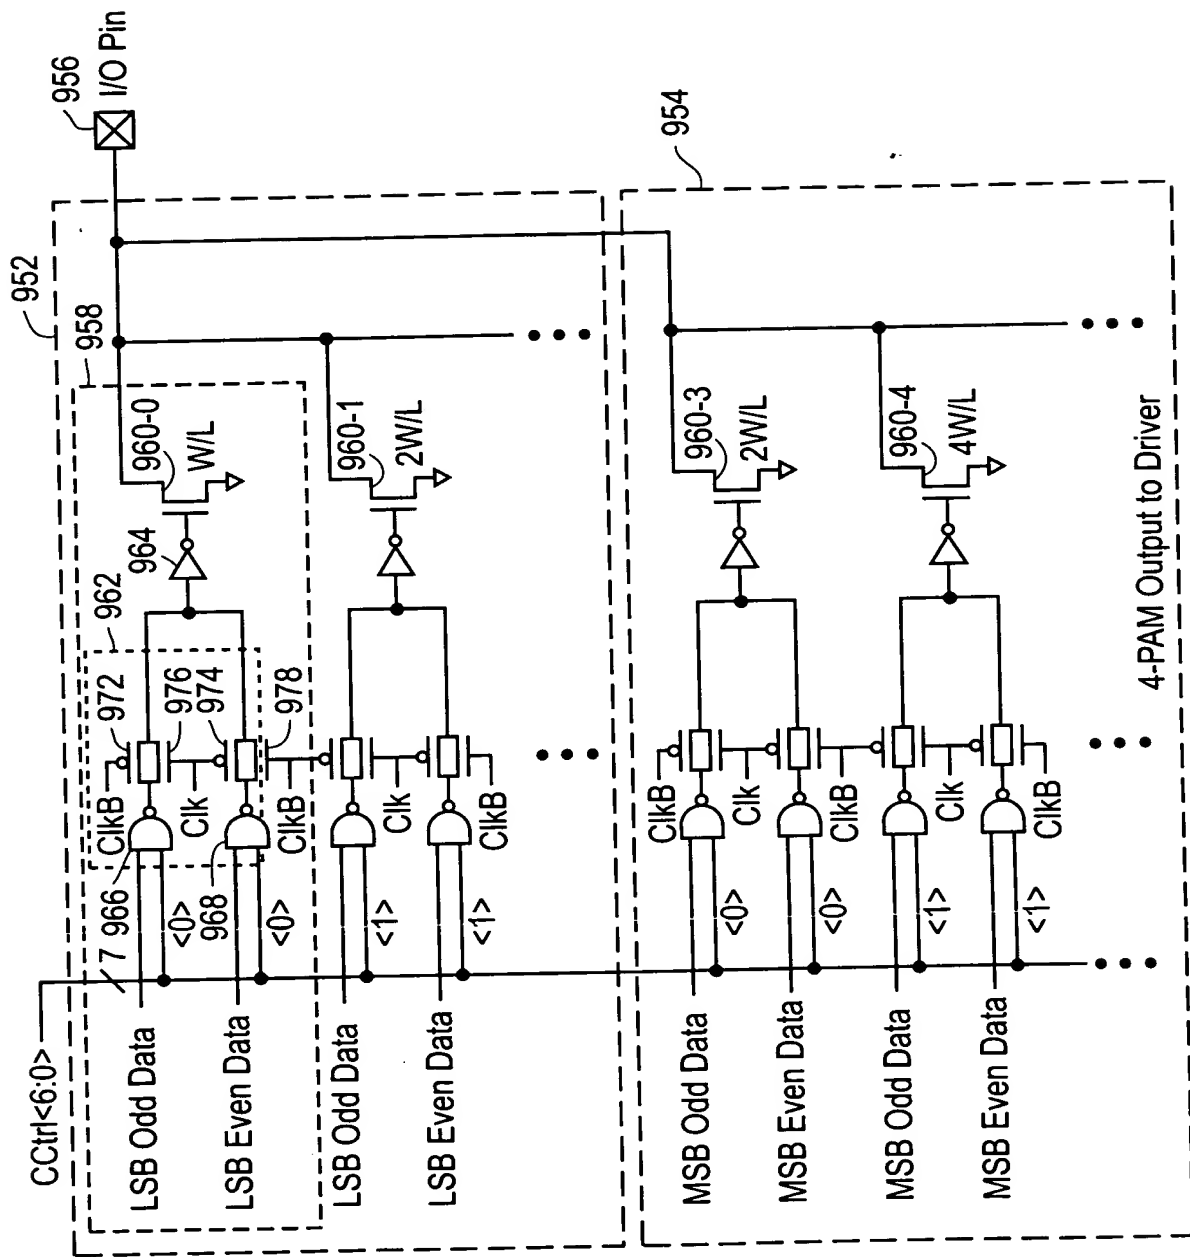 CCtrl<6:0>
7
952
958
956
I/O Pin
954
LSB Odd Data
966
<0>
ClkB
972
962
976
Clk
964
960-0
W/L
LSB Even Data
968
<0>
974
ClkB
978
LSB Odd Data
<1>
Clk
960-1
2W/L
LSB Even Data
<1>
ClkB
MSB Odd Data
<0>
ClkB
Clk
960-3
2W/L
MSB Even Data
<0>
ClkB
MSB Odd Data
<1>
Clk
960-4
4W/L
MSB Even Data
<1>
ClkB
4-PAM Output to Driver